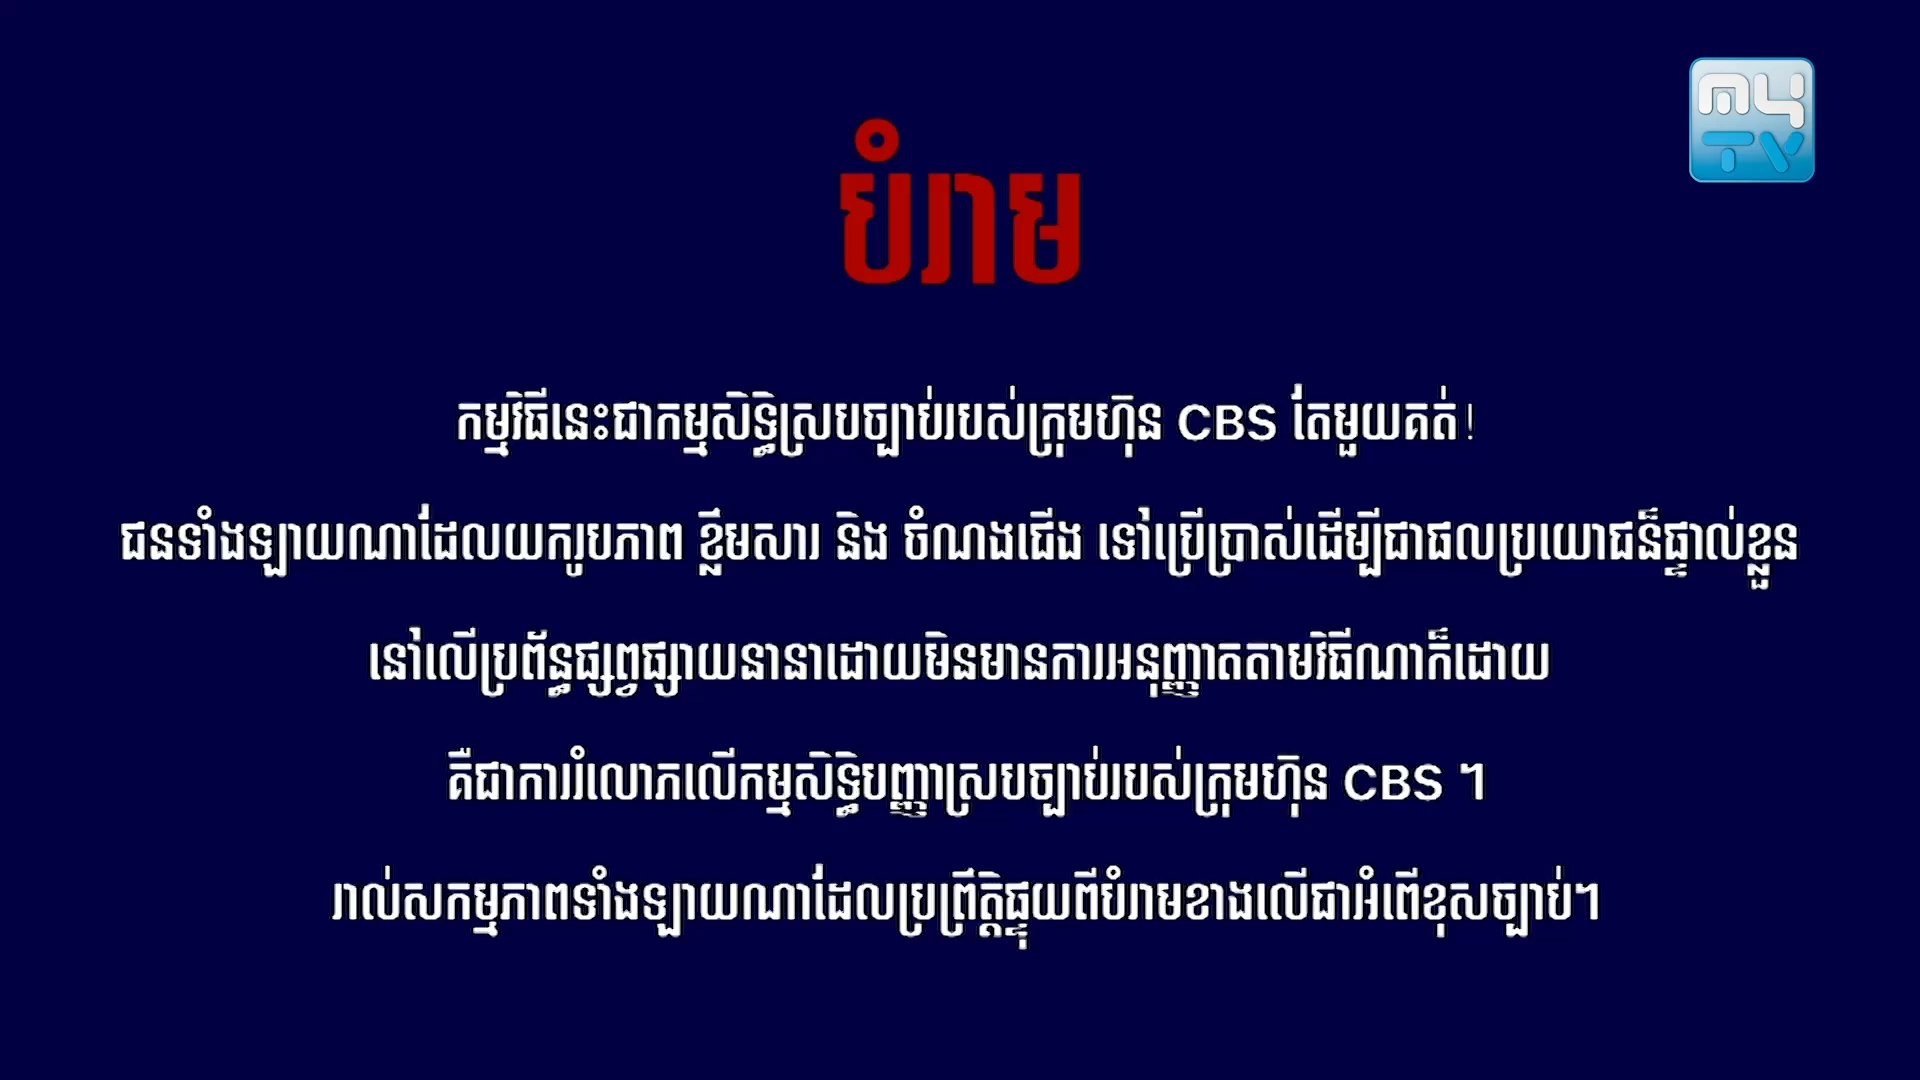 MYTV
បំរាម
កម្មវិធីនេះជាកម្មសិទ្ធិស្របច្បាប់របស់ក្រុមហ៊ុន CBS តែមួយគត់!
ជនទាំងឡាយណាដែលយករូបភាព ខ្លឹមសារ និង ចំណងជើង ទៅប្រើប្រាស់ដើម្បីជាផលប្រយោជន៍ផ្ទាល់ខ្លួន
នៅលើប្រព័ន្ធផ្សព្វផ្សាយនានាដោយមិនមានការអនុញ្ញាតតាមវិធីណាក៏ដោយ
គឺជាការរំលោភលើកម្មសិទ្ធិបញ្ញាស្របច្បាប់របស់ក្រុមហ៊ុន CBS ។
រាល់សកម្មភាពទាំងឡាយណាដែលប្រព្រឹត្តិផ្ទុយពីបំរាមខាងលើជាអំពើខុសច្បាប់។